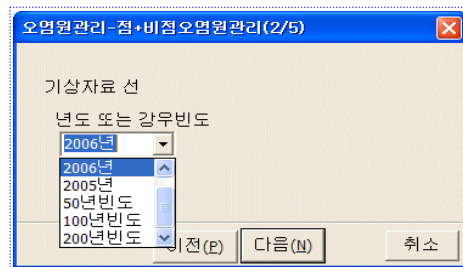 오염원관리-점+비점오염원관리(2/5)
기상자료 선
년도 또는 강우빈도
2006년
2006년
2005년
50년빈도
100년빈도
200년빈도
이전(P) 다음(N) 취소